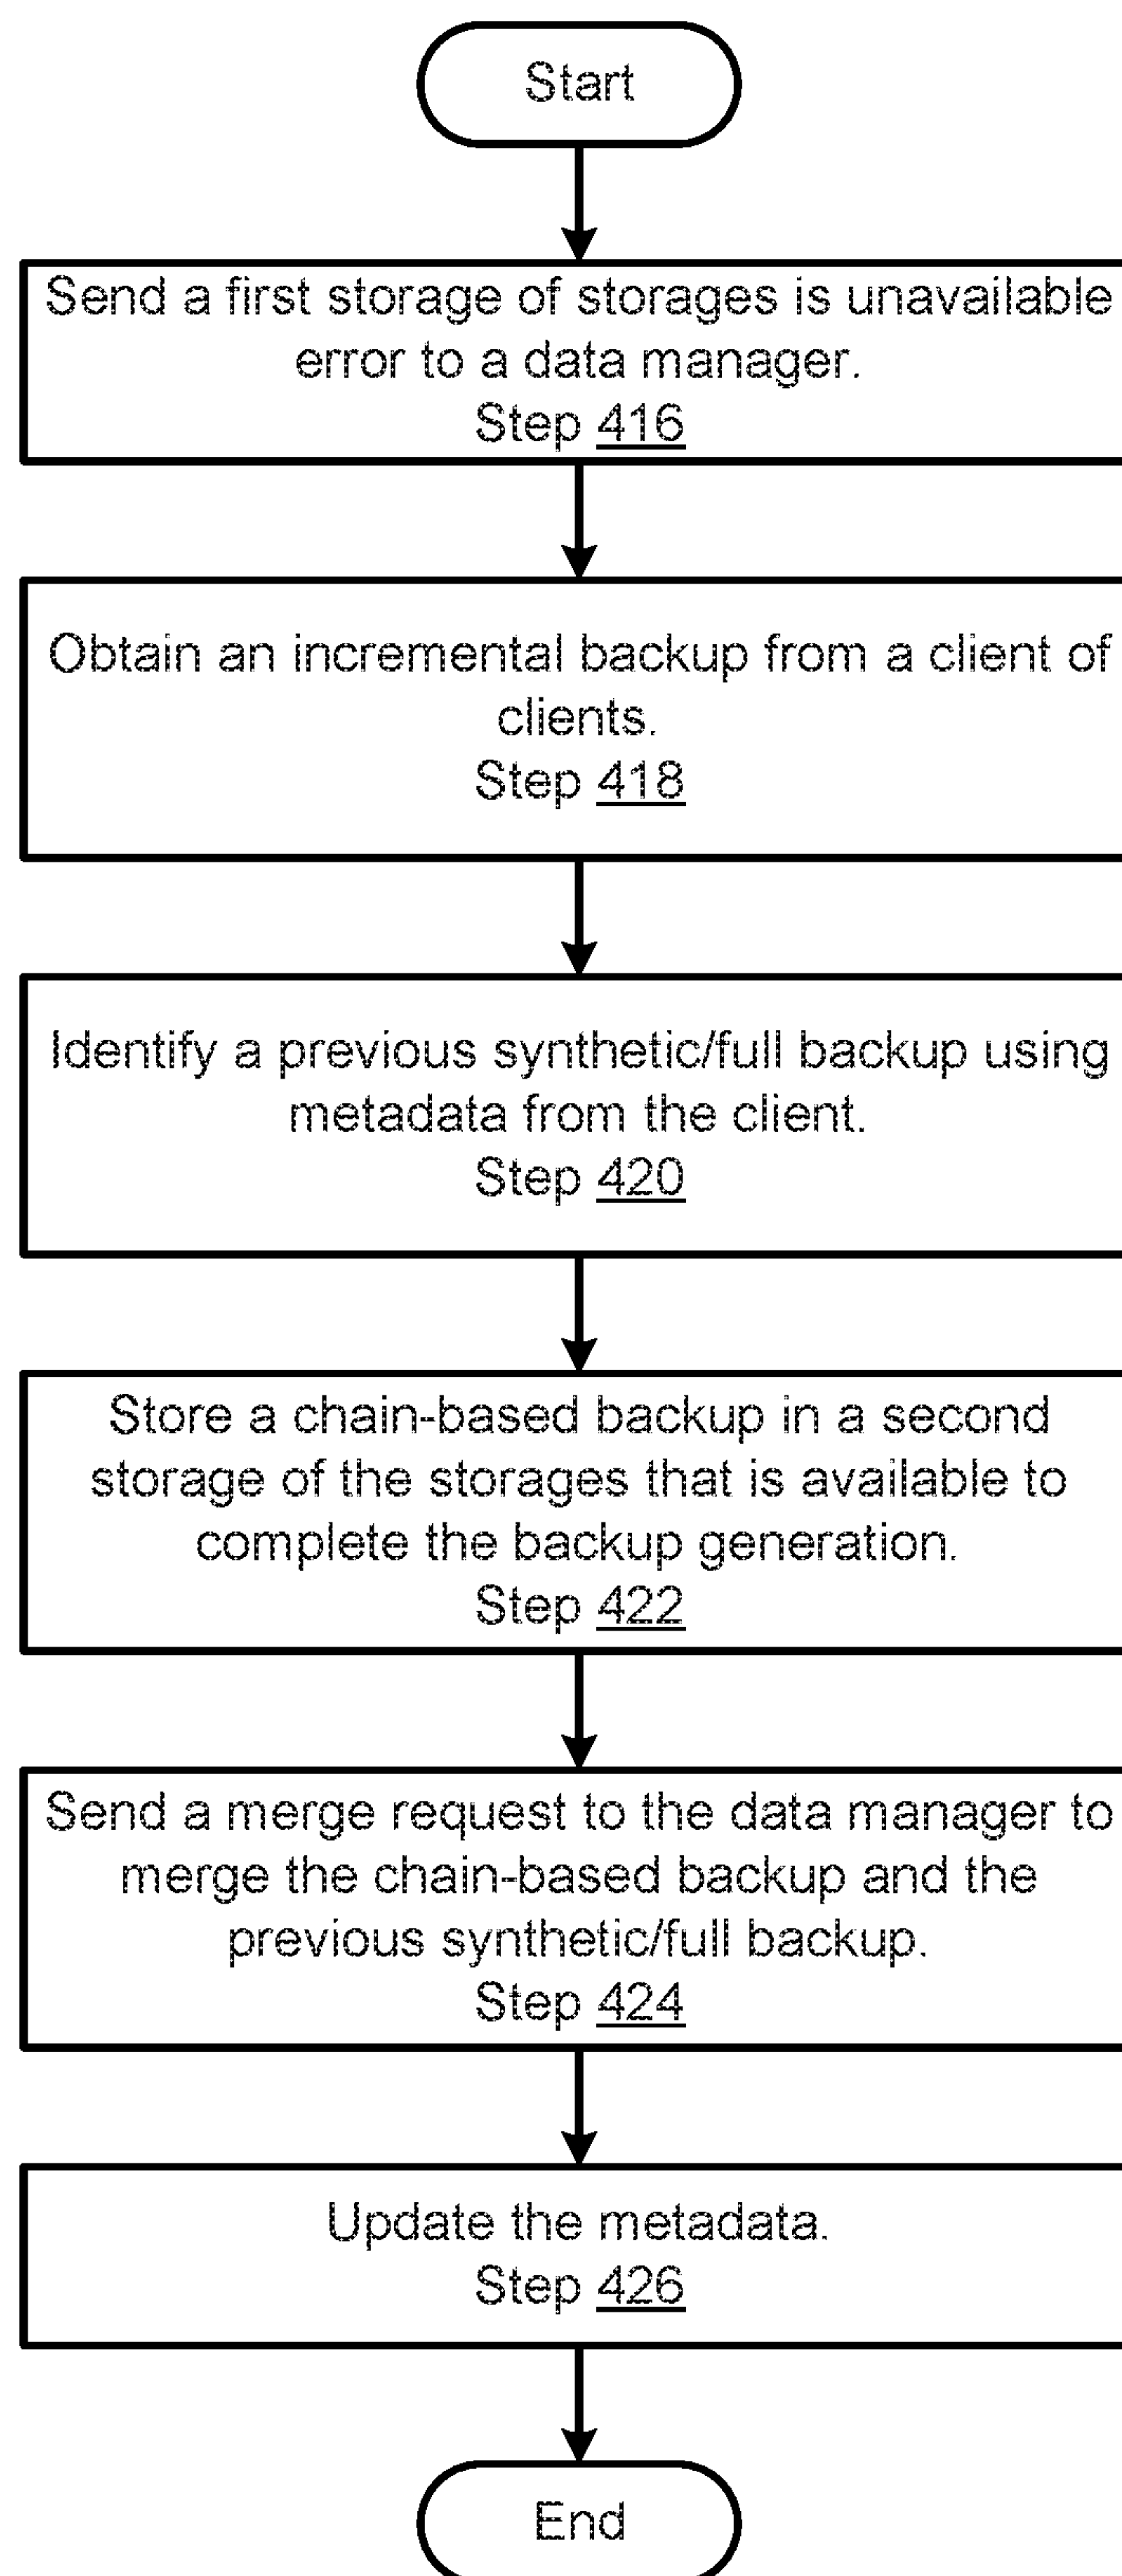 Start
Send a first storage of storages is unavailable
error to a data manager.
Step 416
Obtain an incremental backup from a client of
clients.
Step 418
Identify a previous synthetic/full backup using
metadata from the client.
Step 420
Store a chain-based backup in a second
storage of the storages that is available to
complete the backup generation.
Step 422
Send a merge request to the data manager to
merge the chain-based backup and the
previous synthetic/full backup.
Step 424
Update the metadata.
Step 426
End